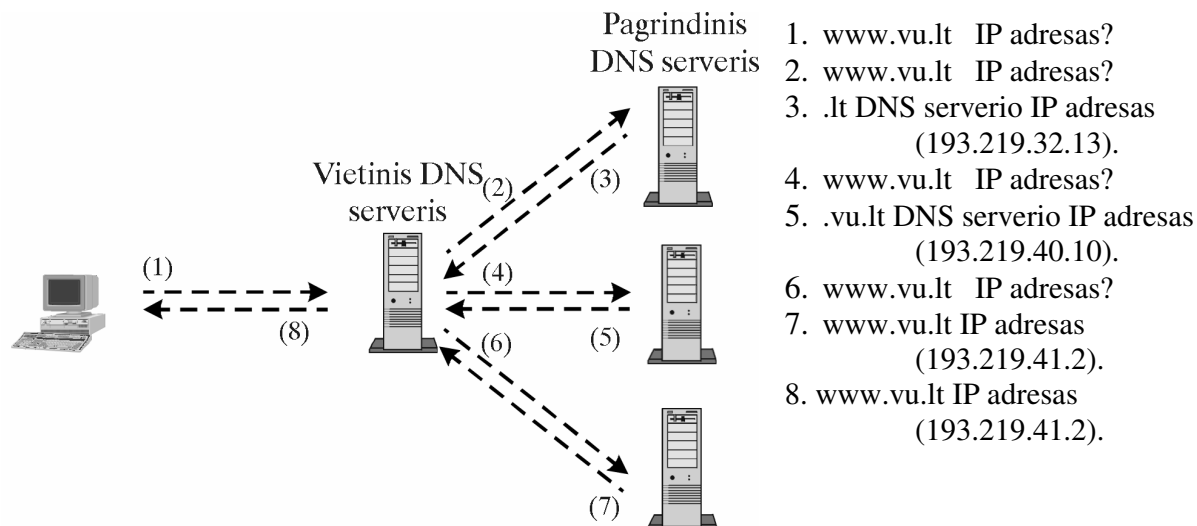 Pagrindinis
DNS serveris
Vietinis DNS
serveris
(1)
(2)
(3)
(4)
(5)
(6)
(7)
(8)
1. www.vu.lt IP adresas?
2. www.vu.lt IP adresas?
3. .lt DNS serverio IP adresas
(193.219.32.13).
4. www.vu.lt IP adresas?
5. .vu.lt DNS serverio IP adresas
(193.219.40.10).
6. www.vu.lt IP adresas?
7. www.vu.lt IP adresas
(193.219.41.2).
8. www.vu.lt IP adresas
(193.219.41.2).